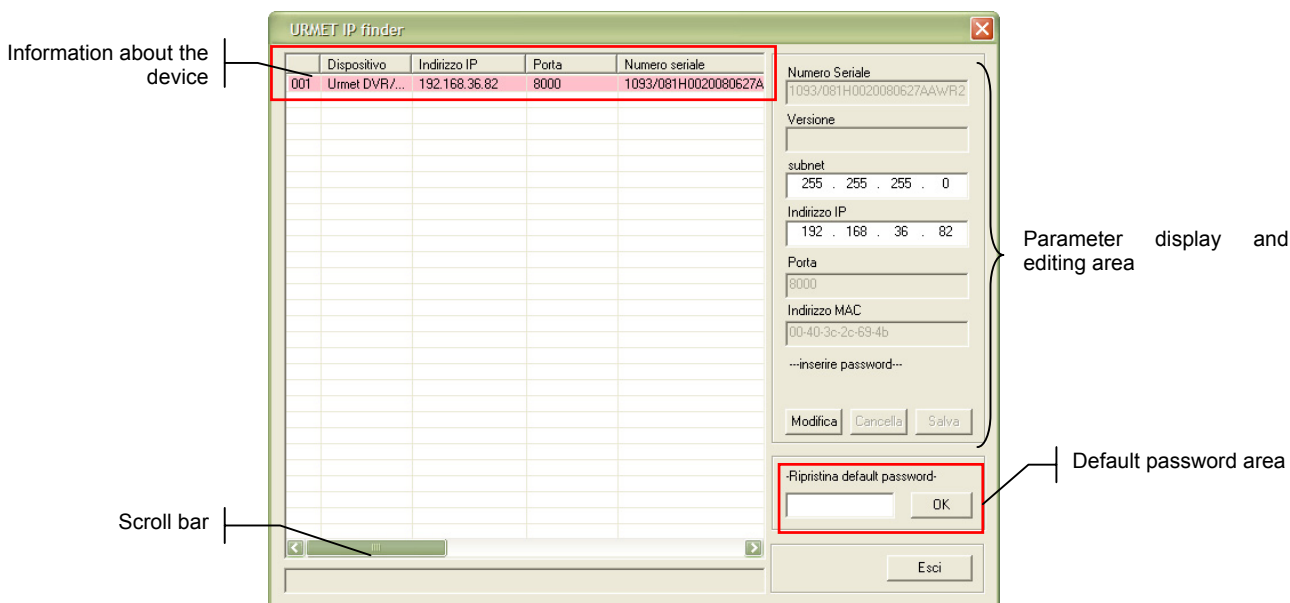 URMET IP finder
Information about the
device
Dispositivo Indirizzo IP Porta Numero seriale
001 Urmet DVR/... 192.168.36.82 8000 1093/081H0020080627A
Numero Seriale
1093/081H0020080627AAWR2
Versione
subnet
255 . 255 . 255 . 0
Indirizzo IP
192 . 168 . 36 . 82
Porta
8000
Indirizzo MAC
00-40-3c-2c-69-4b
---inserire password---
Modifica Cancella Salva
Parameter display and
editing area
-Ripristina default password-
OK
Default password area
Scroll bar
Esci